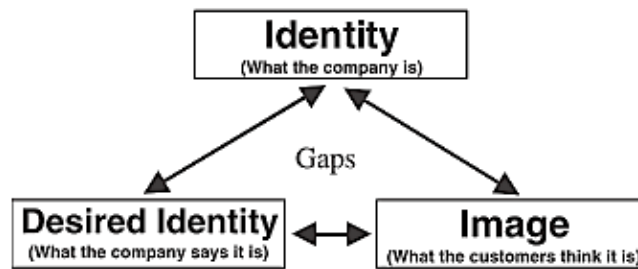 Identity
(What the company is)
Gaps
Desired Identity
(What the company says it is)
Image
(What the customers think it is)